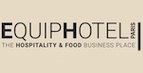 EQUIPHOTEL PARIS
THE HOSPITALITY & FOOD BUSINESS PLACE